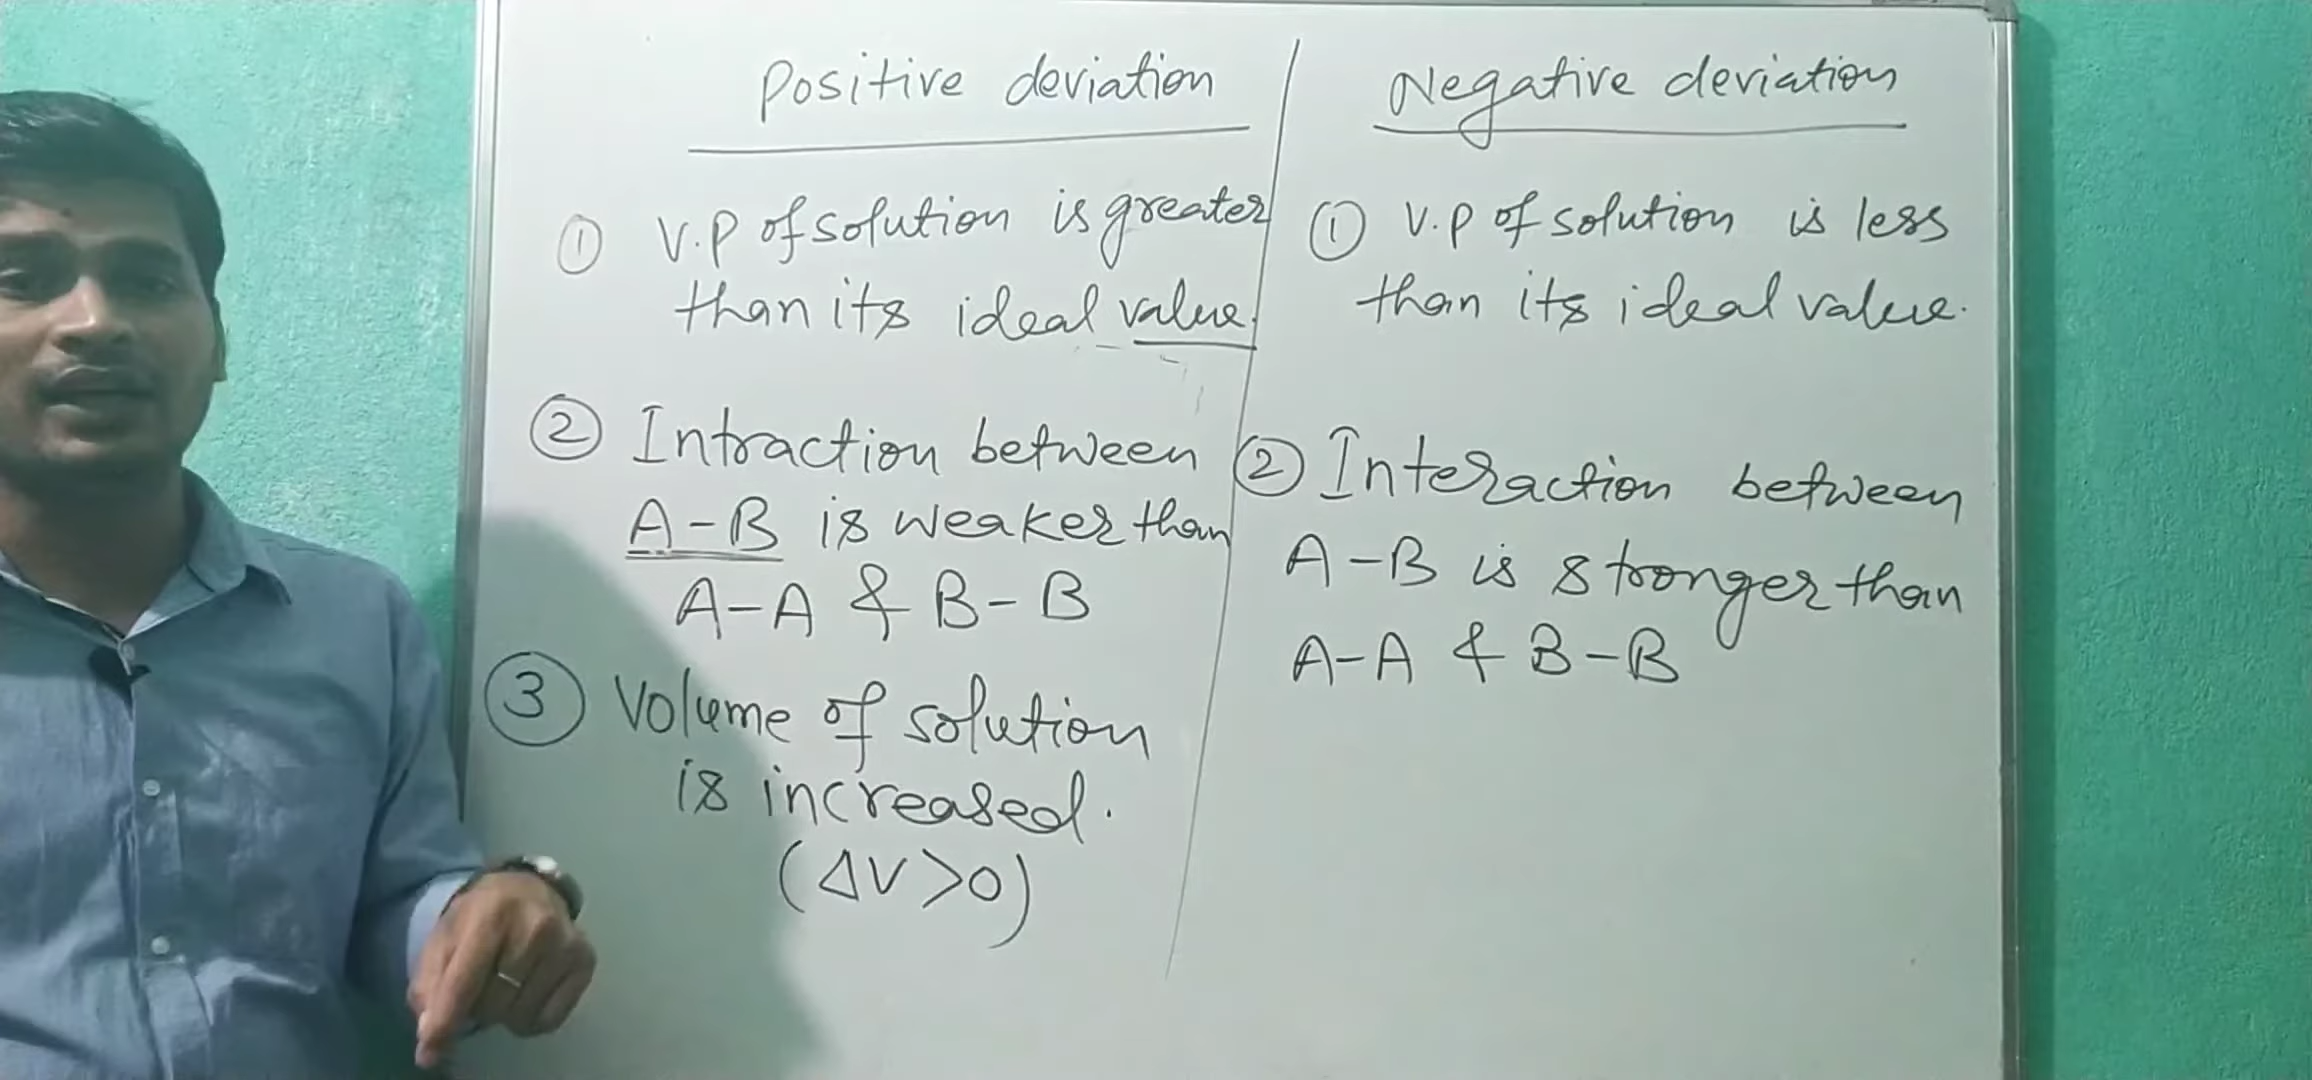 Positive deviation
① V.P of solution is greater
than its ideal value.
② Intraction between
A-B is weaker than
A-A & B-B
③ Volume of solution
is increased.
(ΔV>0)
Negative deviation
① V.P of solution is less
than its ideal value.
② Interaction between
A-B is stronger than
A-A & B-B